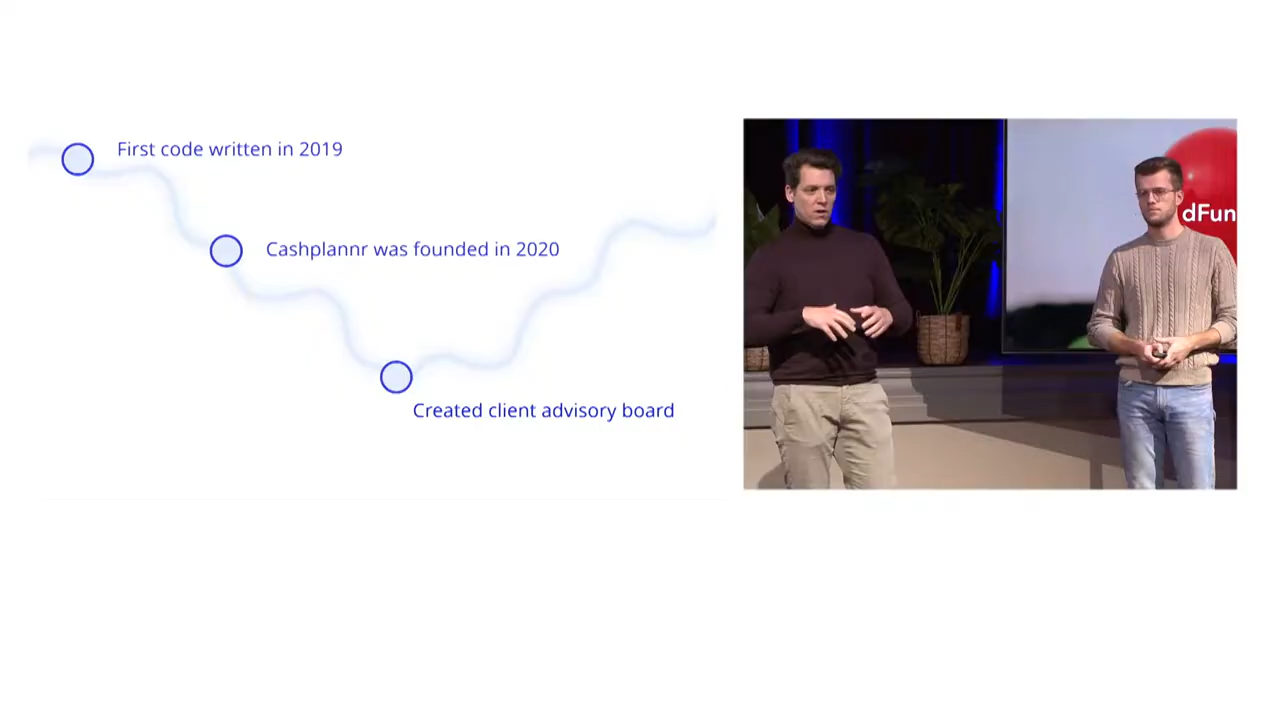 First code written in 2019
Cashplannr was founded in 2020
Created client advisory board
dFun